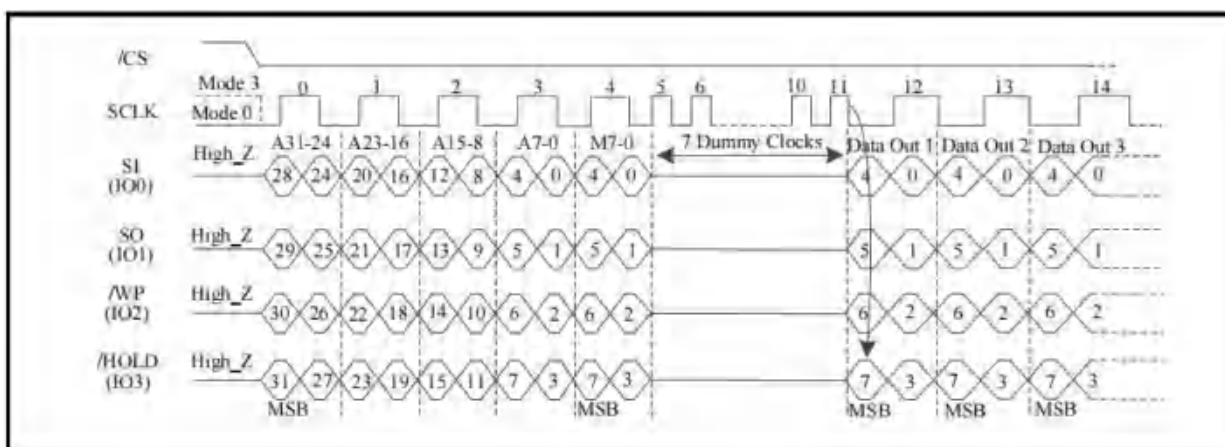 /CS
Mode 3 0 1 2 3 4 5 6 10 11 12 13 14
SCLK Mode 0
A31-24 A23-16 A15-8 A7-0 M7-0 7 Dummy Clocks Data Out 1 Data Out 2 Data Out 3
SI (IO0) High_Z 28 24 20 16 12 8 4 0 4 0 4 0 4 0 4 0
SO (IO1) High_Z 29 25 21 17 13 9 5 1 5 1 5 1 5 1 5 1
/WP (IO2) High_Z 30 26 22 18 14 10 6 2 6 2 6 2 6 2 6 2
/HOLD (IO3) High_Z 31 27 23 19 15 11 7 3 7 3 7 3 7 3 7 3
MSB MSB MSB MSB MSB